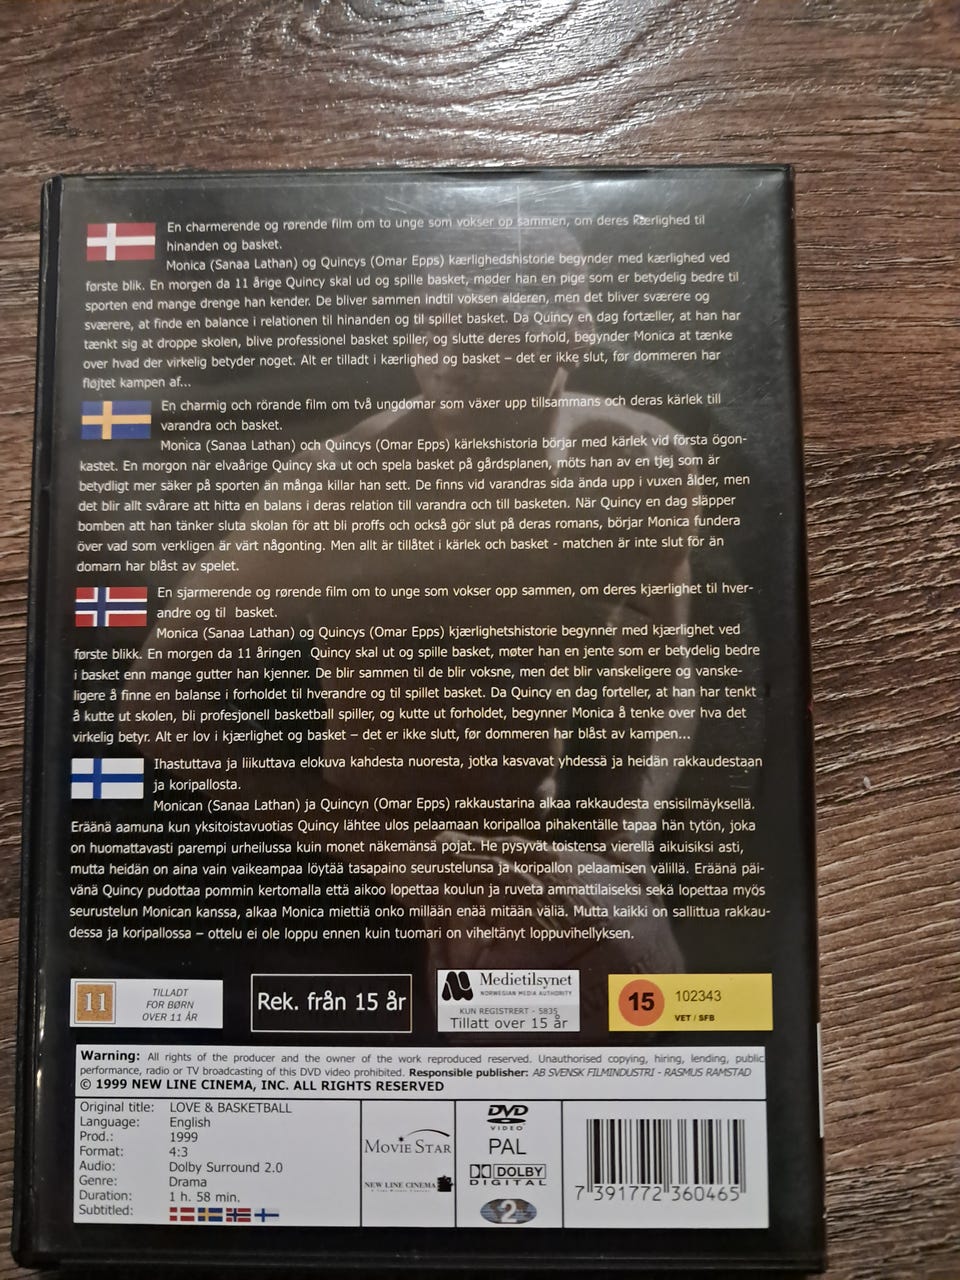 En charmerende og rørende film om to unge som vokser op sammen, om deres kærlighed til
hinanden og basket.
Monica (Sanaa Lathan) og Quincys (Omar Epps) kærlighedshistorie begynder med kærlighed ved
første blik. En morgen da 11 årige Quincy skal ud og spille basket, møder han en pige som er betydelig bedre til
sporten end mange drenge han kender. De bliver sammen indtil voksen alderen, men det bliver sværere og
sværere, at finde en balance i relationen til hinanden og til spillet basket. Da Quincy en dag fortæller, at han har
tænkt sig at droppe skolen, blive professionel basket spiller, og slutte deres forhold, begynder Monica at tænke
over hvad der virkelig betyder noget. Alt er tilladt i kærlighed og basket – det er ikke slut, før dommeren har
fløjtet kampen af...
En charmig och rörande film om två ungdomar som växer upp tillsammans och deras kärlek till
varandra och basket.
Monica (Sanaa Lathan) och Quincys (Omar Epps) kärlekshistoria börjar med kärlek vid första ögon-
kastet. En morgon när elvaårige Quincy ska ut och spela basket på gårdsplanen, möts han av en tjej som är
betydligt mer säker på sporten än många killar han sett. De finns vid varandras sida ända upp i vuxen ålder, men
det blir allt svårare att hitta en balans i deras relation till varandra och till basketen. När Quincy en dag släpper
bomben att han tänker sluta skolan för att bli proffs och också gör slut på deras romans, börjar Monica fundera
över vad som verkligen är värt någonting. Men allt är tillåtet i kärlek och basket - matchen är inte slut för än
domarn har blåst av spelet.
En sjarmerende og rørende film om to unge som vokser opp sammen, om deres kjærlighet til hver-
andre og til basket.
Monica (Sanaa Lathan) og Quincys (Omar Epps) kjærlighetshistorie begynner med kjærlighet ved
første blikk. En morgen da 11 åringen Quincy skal ut og spille basket, møter han en jente som er betydelig bedre
i basket enn mange gutter han kjenner. De blir sammen til de blir voksne, men det blir vanskeligere og vanske-
ligere å finne en balanse i forholdet til hverandre og til spillet basket. Da Quincy en dag forteller, at han har tenkt
å kutte ut skolen, bli profesjonell basketball spiller, og kutte ut forholdet, begynner Monica å tenke over hva det
virkelig betyr. Alt er lov i kjærlighet og basket – det er ikke slutt, før dommeren har blåst av kampen...
Ihastuttava ja liikuttava elokuva kahdesta nuoresta, jotka kasvavat yhdessä ja heidän rakkaudestaan
ja koripallosta.
Monican (Sanaa Lathan) ja Quincyn (Omar Epps) rakkaustarina alkaa rakkaudesta ensisilmäyksellä.
Eräänä aamuna kun yksitoistavuotias Quincy lähtee ulos pelaamaan koripalloa pihakentälle tapaa hän tytön, joka
on huomattavasti parempi urheilussa kuin monet näkemänsä pojat. He pysyvät toistensa vierellä aikuisiksi asti,
mutta heidän on aina vain vaikeampaa löytää tasapaino seurustelunsa ja koripallon pelaamisen välillä. Eräänä päi-
vänä Quincy pudottaa pommin kertomalla että aikoo lopettaa koulun ja ruveta ammattilaiseksi sekä lopettaa myös
seurustelun Monican kanssa, alkaa Monica miettiä onko millään enää mitään väliä. Mutta kaikki on sallittua rakkau-
dessa ja koripallossa – ottelu ei ole loppu ennen kuin tuomari on viheltänyt loppuvihellyksen.
11
TILLADT
FOR BØRN
OVER 11 ÅR
Rek. från 15 år
Medietilsynet
NORWEGIAN MEDIA AUTHORITY
KUN REGISTRERT - 5835
Tillatt over 15 år
15
102343
VET / SFB
Warning: All rights of the producer and the owner of the work reproduced reserved. Unauthorised copying, hiring, lending, public
performance, radio or TV broadcasting of this DVD video prohibited. Responsible publisher: AB SVENSK FILMINDUSTRI - RASMUS RAMSTAD
© 1999 NEW LINE CINEMA, INC. ALL RIGHTS RESERVED
Original title: LOVE & BASKETBALL
Language: English
Prod.: 1999
Format: 4:3
Audio: Dolby Surround 2.0
Genre: Drama
Duration: 1 h. 58 min.
Subtitled:
MOVIE STAR
NEW LINE CINEMA
DVD
VIDEO
PAL
DOLBY
DIGITAL
2
7 391772 360465